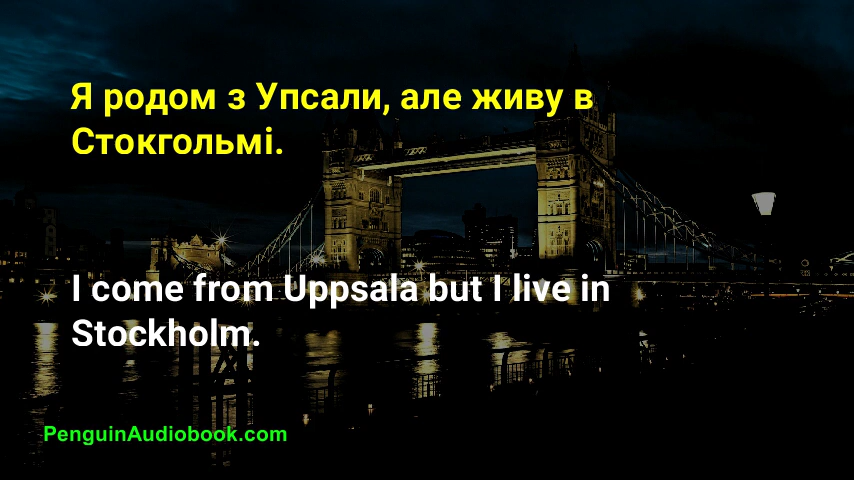 Я родом з Упсали, але живу в
Стокгольмі.
I come from Uppsala but I live in
Stockholm.
PenguinAudiobook.com